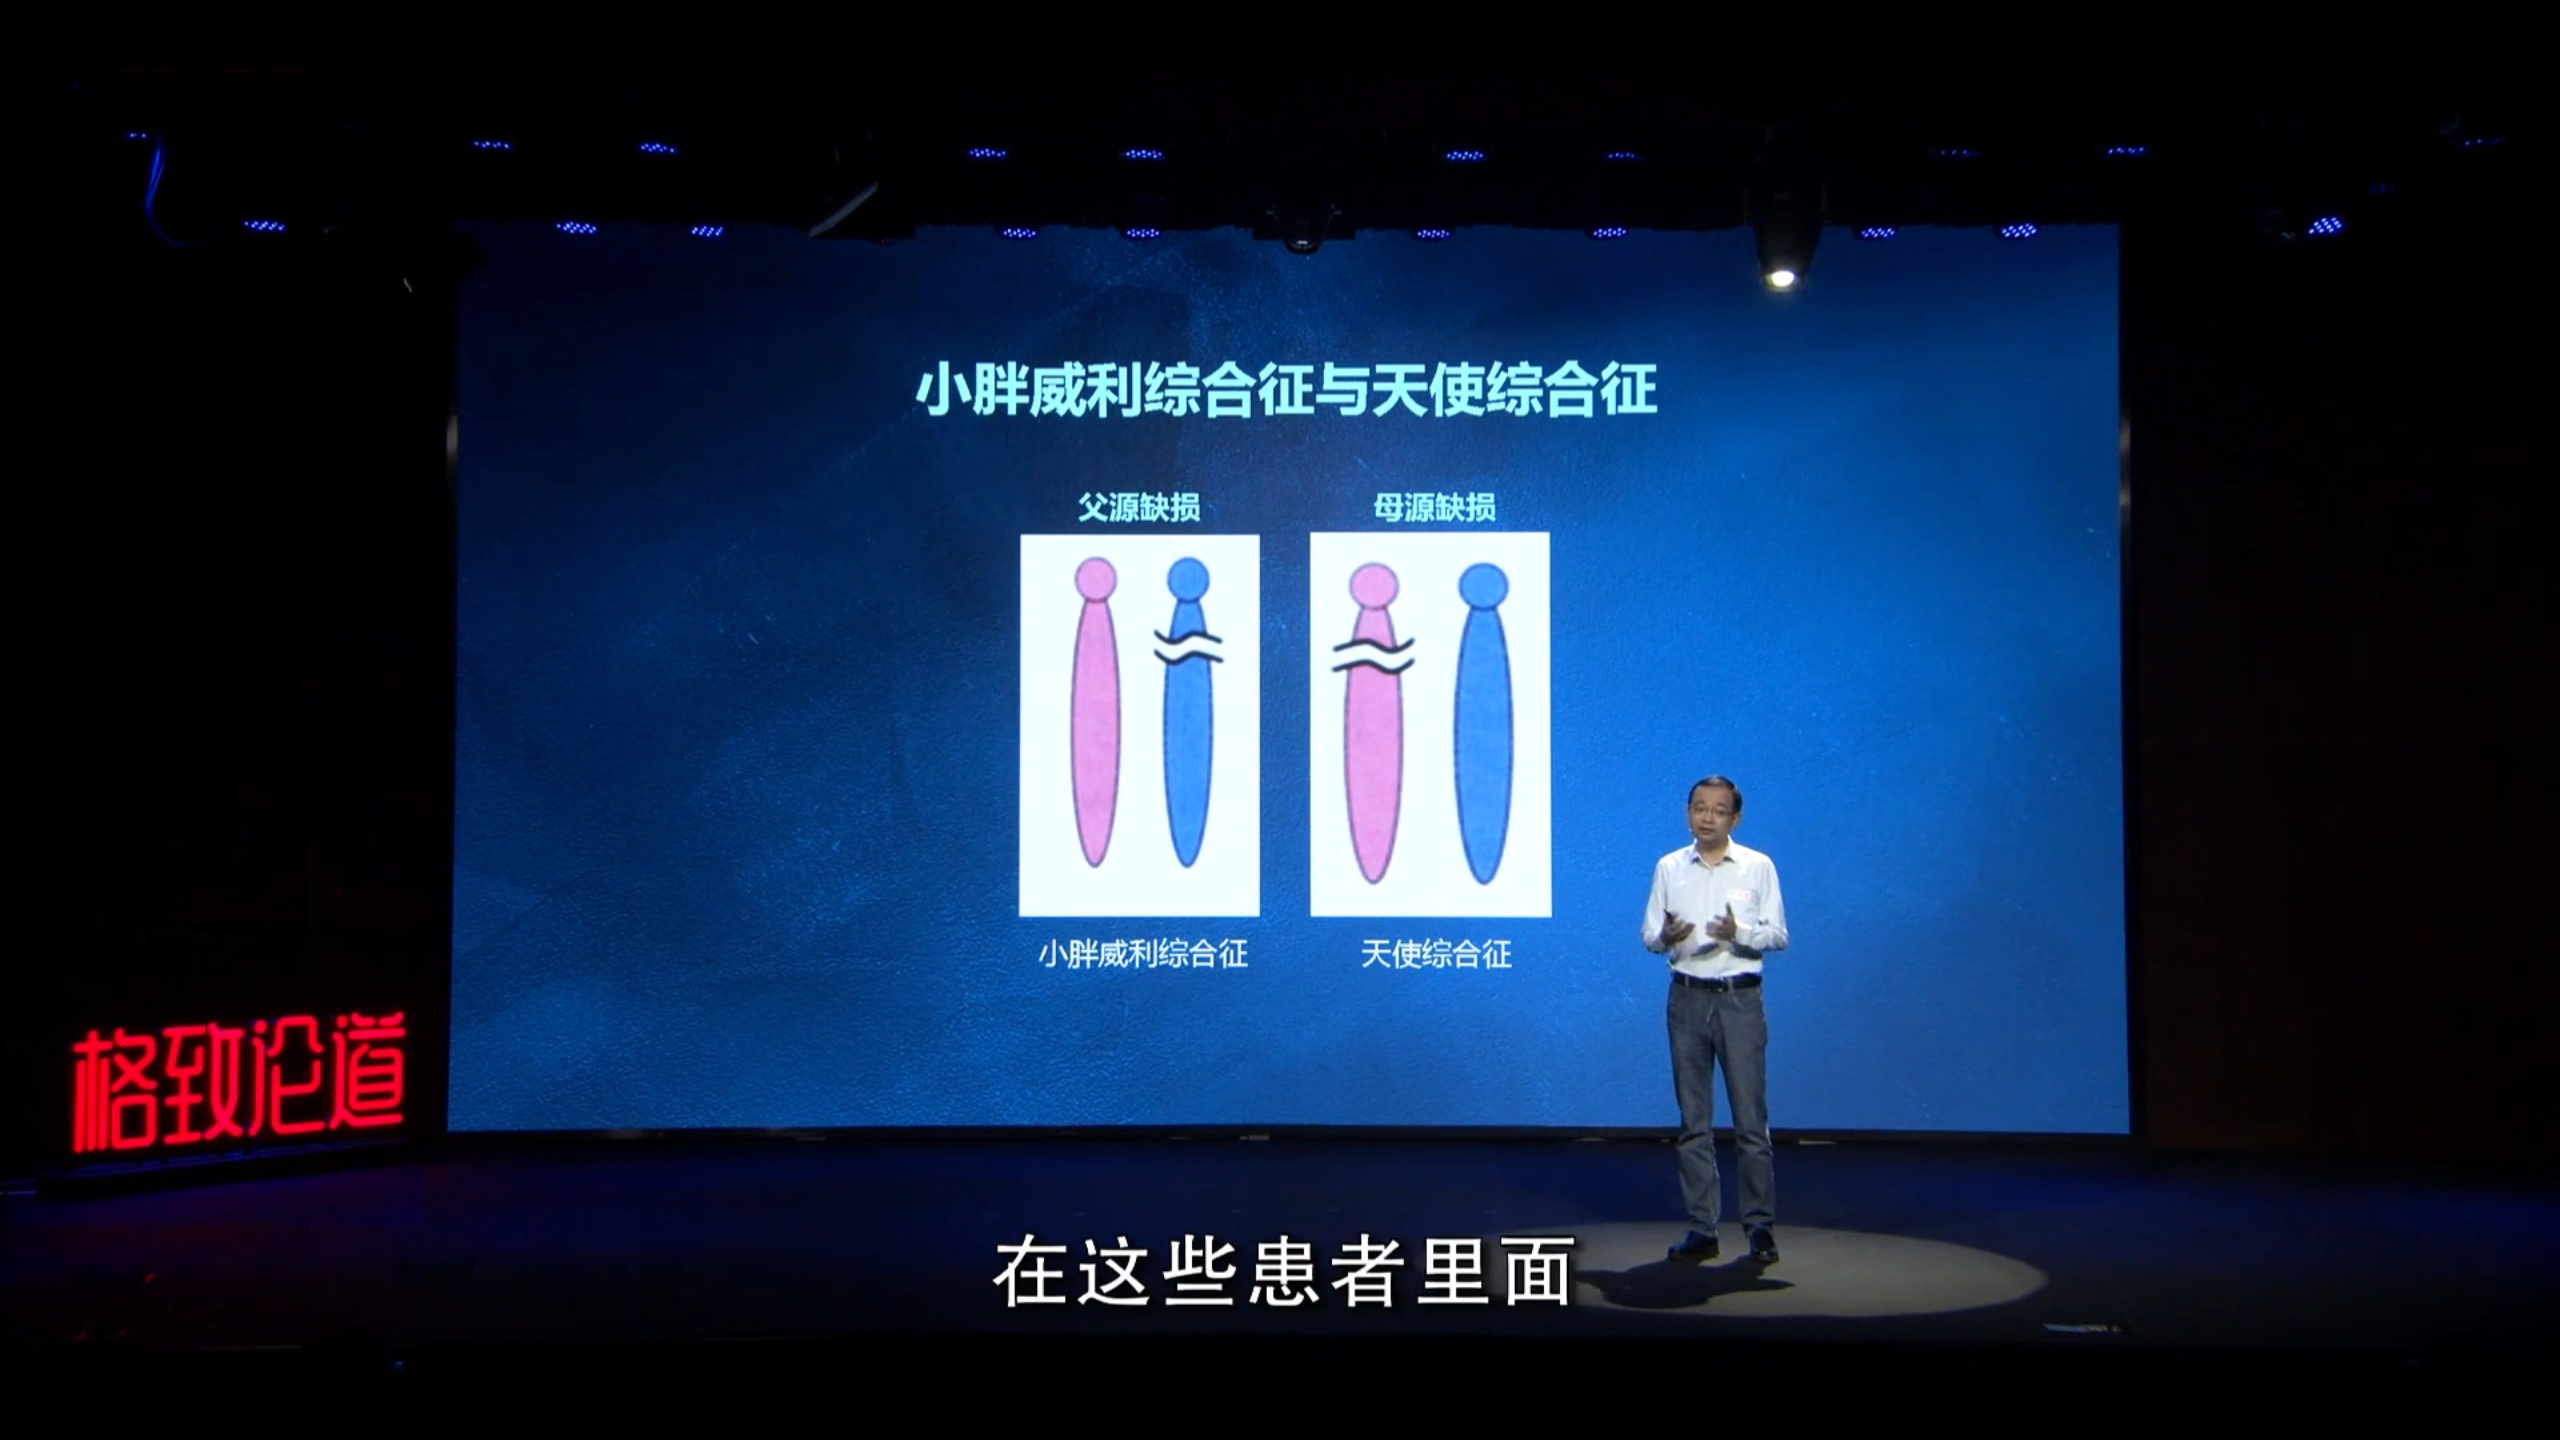 小胖威利综合征与天使综合征
父源缺损
母源缺损
小胖威利综合征
天使综合征
格致论道
在这些患者里面